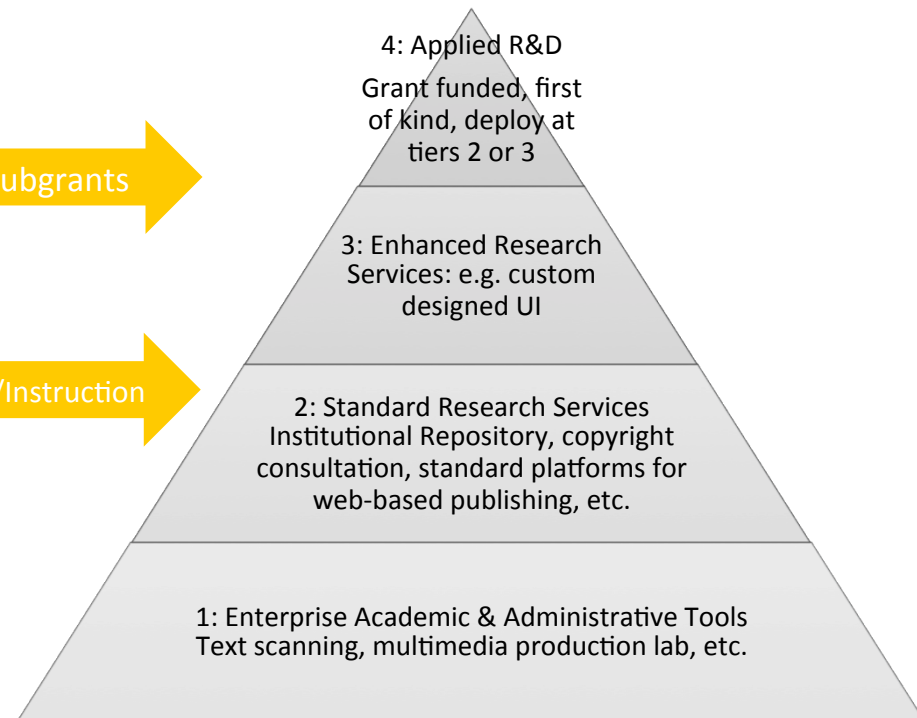 4: Applied R&D
Grant funded, first
of kind, deploy at
tiers 2 or 3
ubgrants
3: Enhanced Research
Services: e.g. custom
designed UI
/Instruction
2: Standard Research Services
Institutional Repository, copyright
consultation, standard platforms for
web-based publishing, etc.
1: Enterprise Academic & Administrative Tools
Text scanning, multimedia production lab, etc.